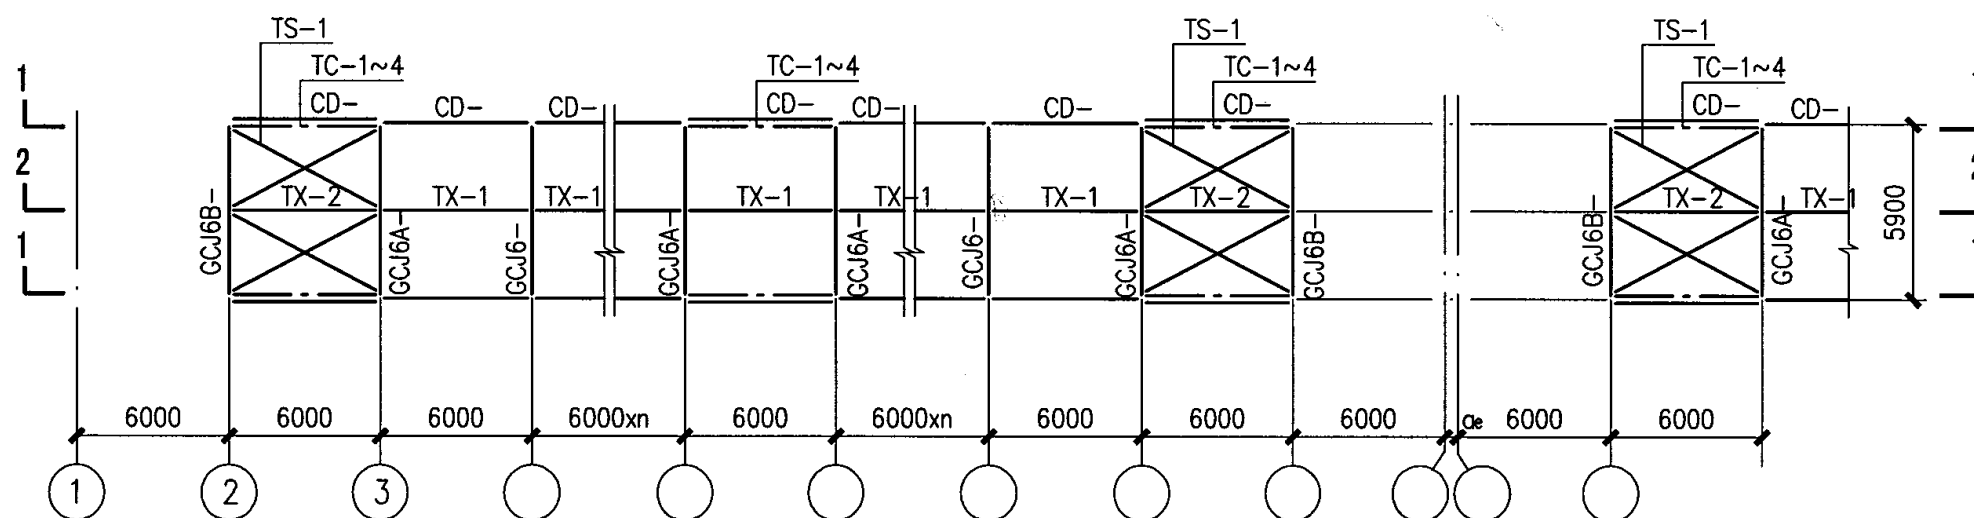 TS-1 TS-1 TS-1
TC-1~4 TC-1~4 TC-1~4 TC-1~4
1 CD- CD- CD- CD- CD- CD- CD- CD- CD-
2
TX-2 TX-1 TX-1 TX-1 TX-1 TX-1 TX-2 TX-2 TX-1
1 GCJ6B- GCJ6A- GCJ6- GCJ6A- GCJ6A- GCJ6- GCJ6A- GCJ6B- GCJ6B- GCJ6A- 5900
6000 6000 6000 6000xn 6000 6000xn 6000 6000 6000 ae 6000 6000
1 2 3